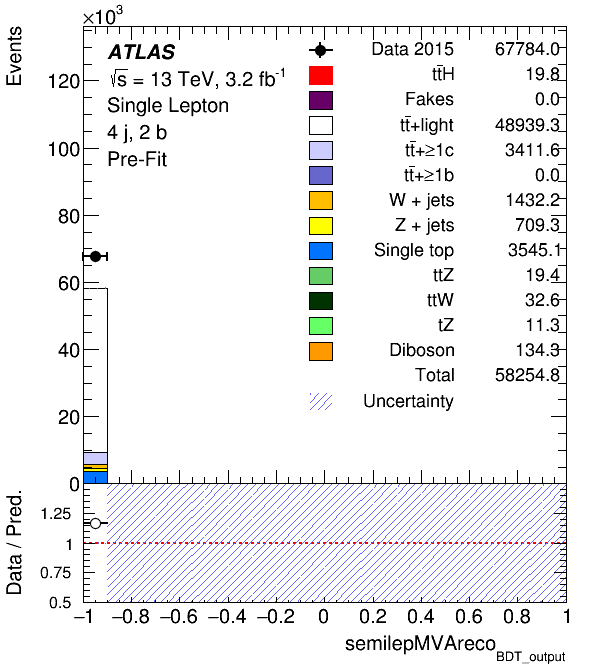 ×10³
Events
120
100
80
60
40
20
0
ATLAS
√s = 13 TeV, 3.2 fb⁻¹
Single Lepton
4 j, 2 b
Pre-Fit
Data 2015 67784.0
tt̄H 19.8
Fakes 0.0
tt̄+light 48939.3
tt̄+≥1c 3411.6
tt̄+≥1b 0.0
W + jets 1432.2
Z + jets 709.3
Single top 3545.1
ttZ 19.4
ttW 32.6
tZ 11.3
Diboson 134.3
Total 58254.8
Uncertainty
Data / Pred.
1.25
1
0.75
0.5
−1 −0.8 −0.6 −0.4 −0.2 0 0.2 0.4 0.6 0.8 1
semilepMVAreco_BDT_output